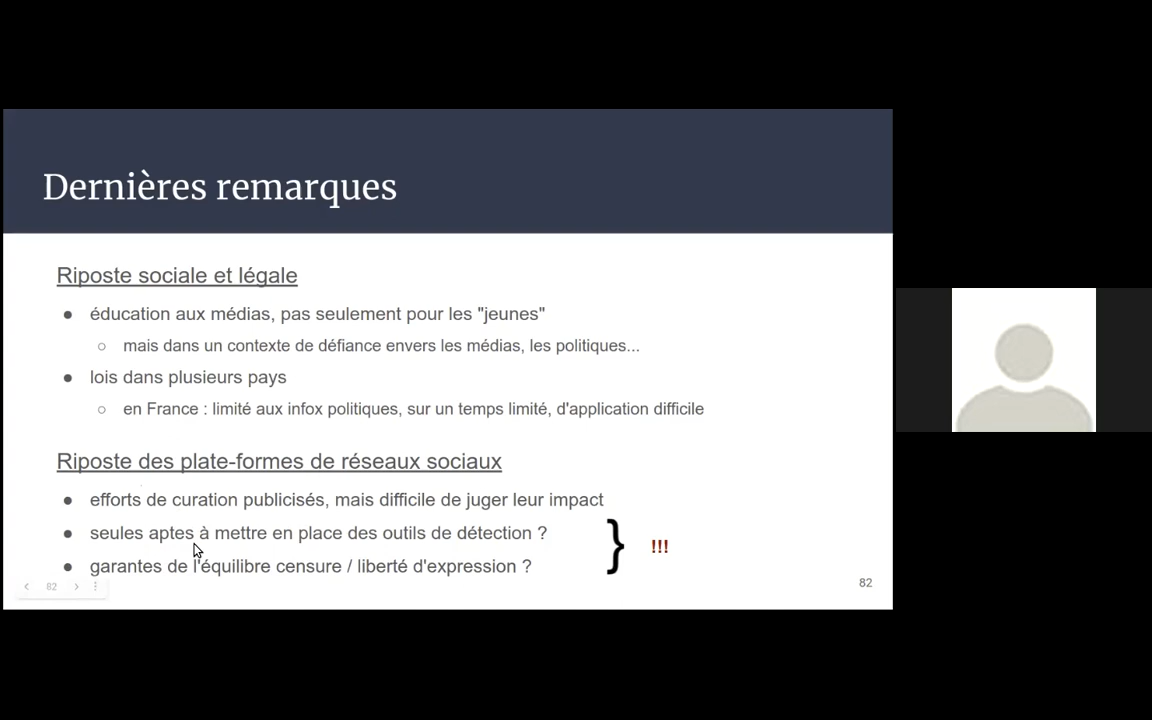 Dernières remarques
Riposte sociale et légale
● éducation aux médias, pas seulement pour les "jeunes"
○ mais dans un contexte de défiance envers les médias, les politiques...
● lois dans plusieurs pays
○ en France : limité aux infox politiques, sur un temps limité, d'application difficile
Riposte des plate-formes de réseaux sociaux
● efforts de curation publicisés, mais difficile de juger leur impact
● seules aptes à mettre en place des outils de détection ?
● garantes de l'équilibre censure / liberté d'expression ?
} !!!
82
82